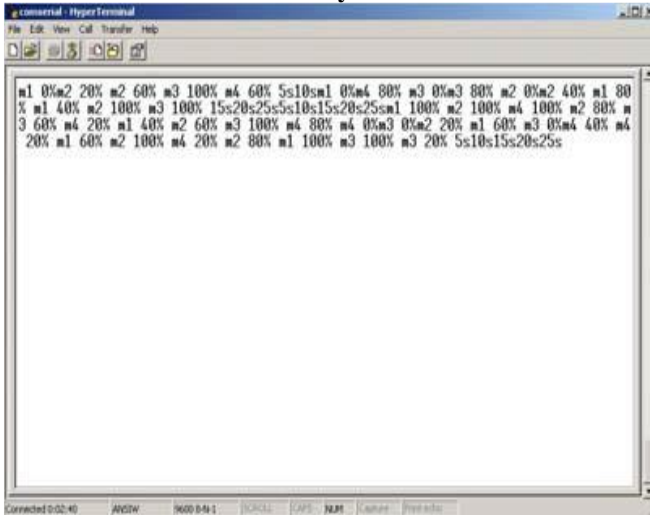 comserial - HyperTerminal
File Edit View Call Transfer Help
m1 0%m2 20% m2 60% m3 100% m4 60% 5s10sm1 0%m4 80% m3 0%m3 80% m2 0%m2 40% m1 80
% m1 40% m2 100% m3 100% 15s20s25s5s10s15s20s25sm1 100% m2 100% m4 100% m2 80% m
3 60% m4 20% m1 40% m2 60% m3 100% m4 80% m4 0%m3 0%m2 20% m1 60% m3 0%m4 40% m4
20% m1 60% m2 100% m4 20% m2 80% m1 100% m3 100% m3 20% 5s10s15s20s25s
Connected 0:02:40 ANSIW 9600 8-N-1 SCROLL CAPS NUM Capture Print echo